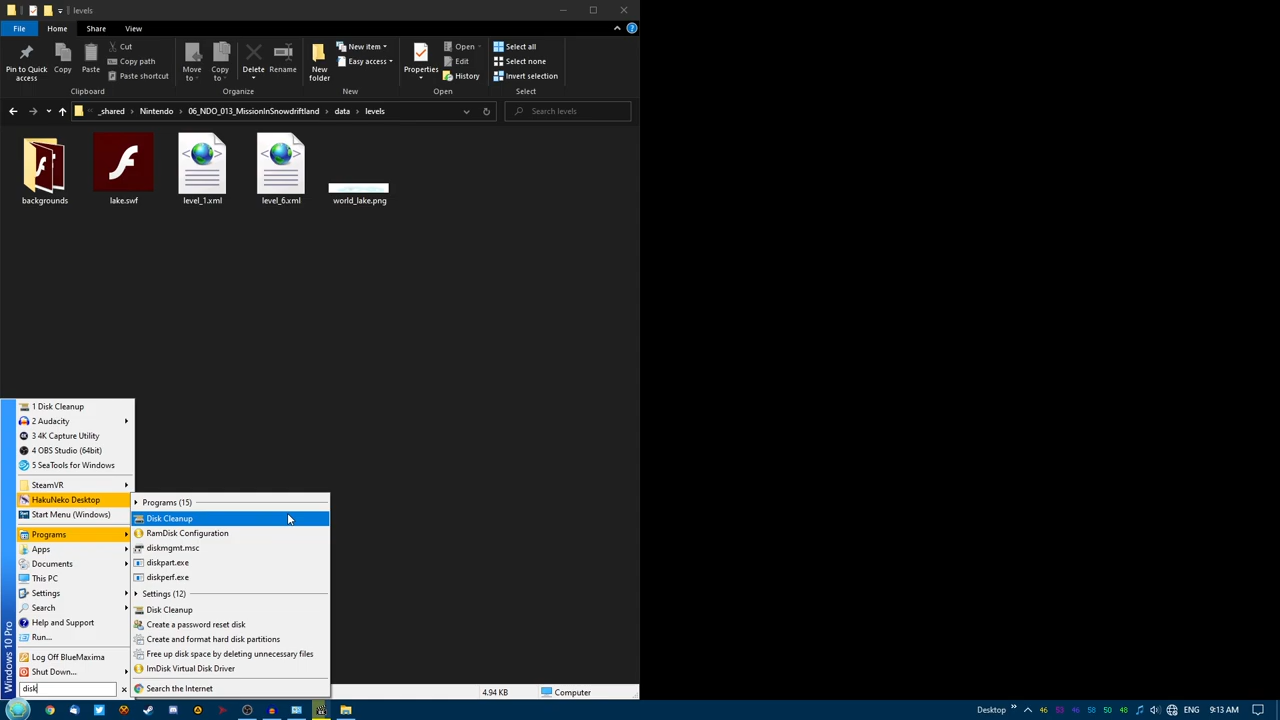 levels
File
Home
Share
View
Pin to Quick
access
Copy
Paste
Cut
Copy path
Paste shortcut
Clipboard
Move
to
Copy
to
Delete
Rename
Organize
New
folder
New item
Easy access
New
Properties
Open
Edit
History
Open
Select all
Select none
Invert selection
Select
_shared
Nintendo
06_NDO_013_MissionInSnowdriftland
data
levels
Search levels
backgrounds
lake.swf
level_1.xml
level_6.xml
world_lake.png
1 Disk Cleanup
2 Audacity
3 4K Capture Utility
4 OBS Studio (64bit)
5 SeaTools for Windows
SteamVR
HakuNeko Desktop
Start Menu (Windows)
Programs
Apps
Documents
This PC
Settings
Search
Help and Support
Run...
Log Off BlueMaxima
Shut Down...
disk
Windows 10 Pro
Programs (15)
Disk Cleanup
RamDisk Configuration
diskmgmt.msc
diskpart.exe
diskperf.exe
Settings (12)
Disk Cleanup
Create a password reset disk
Create and format hard disk partitions
Free up disk space by deleting unnecessary files
ImDisk Virtual Disk Driver
Search the Internet
4.94 KB
Computer
Desktop
46
53
46
58
50
48
ENG
9:13 AM